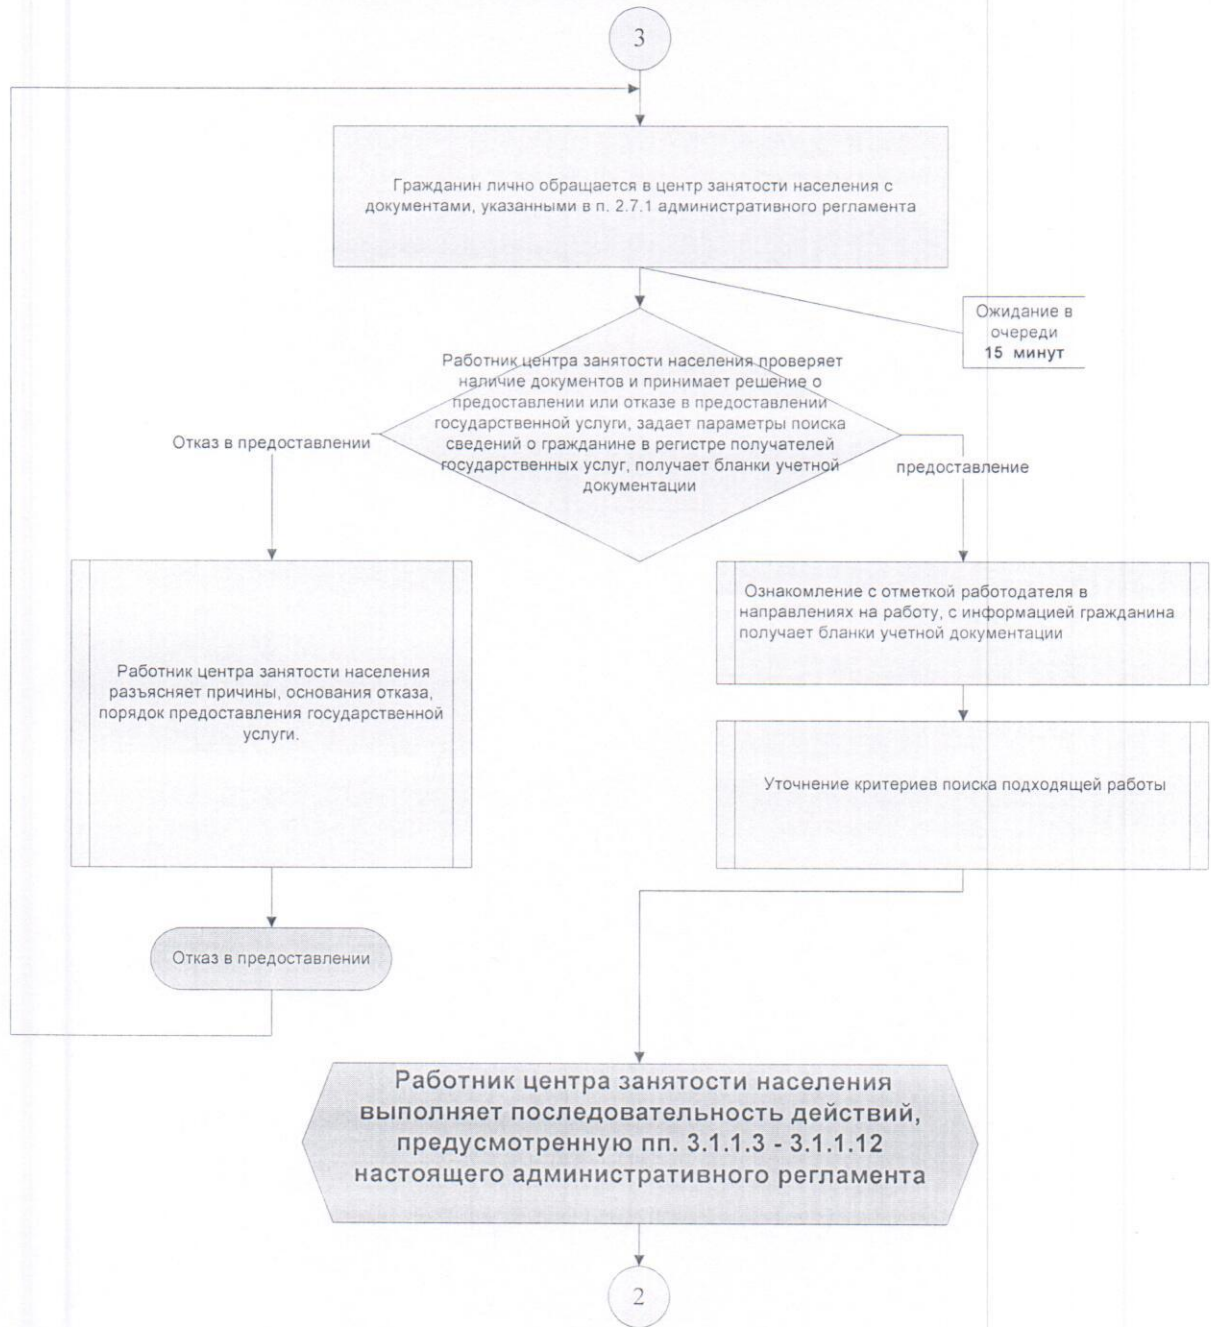 3
Гражданин лично обращается в центр занятости населения с
документами, указанными в п. 2.7.1 административного регламента
Ожидание в
очереди
15 минут
Работник центра занятости населения проверяет
наличие документов и принимает решение о
предоставлении или отказе в предоставлении
государственной услуги, задает параметры поиска
сведений о гражданине в регистре получателей
государственных услуг, получает бланки учетной
документации
Отказ в предоставлении
предоставление
Работник центра занятости населения
разъясняет причины, основания отказа,
порядок предоставления государственной
услуги.
Ознакомление с отметкой работодателя в
направлениях на работу, с информацией гражданина
получает бланки учетной документации
Уточнение критериев поиска подходящей работы
Отказ в предоставлении
Работник центра занятости населения
выполняет последовательность действий,
предусмотренную пп. 3.1.1.3 - 3.1.1.12
настоящего административного регламента
2